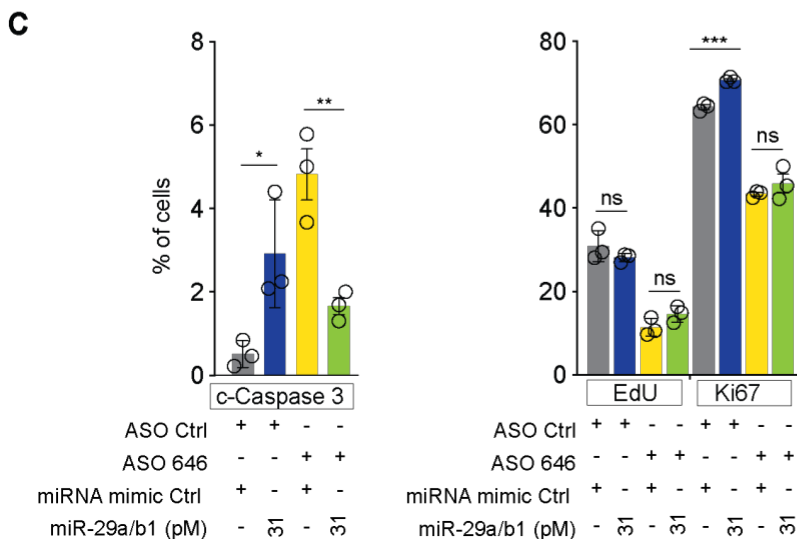 C
8
6
4
2
0
% of cells
*
**
c-Caspase 3
ASO Ctrl + + - -
ASO 646 - - + +
miRNA mimic Ctrl + - + -
miR-29a/b1 (pM) - 31 - 31
80
60
40
20
0
ns
ns
***
ns
EdU
Ki67
ASO Ctrl + + - - + + - -
ASO 646 - - + + - - + +
miRNA mimic Ctrl + - + - + - + -
miR-29a/b1 (pM) - 31 - 31 - 31 - 31